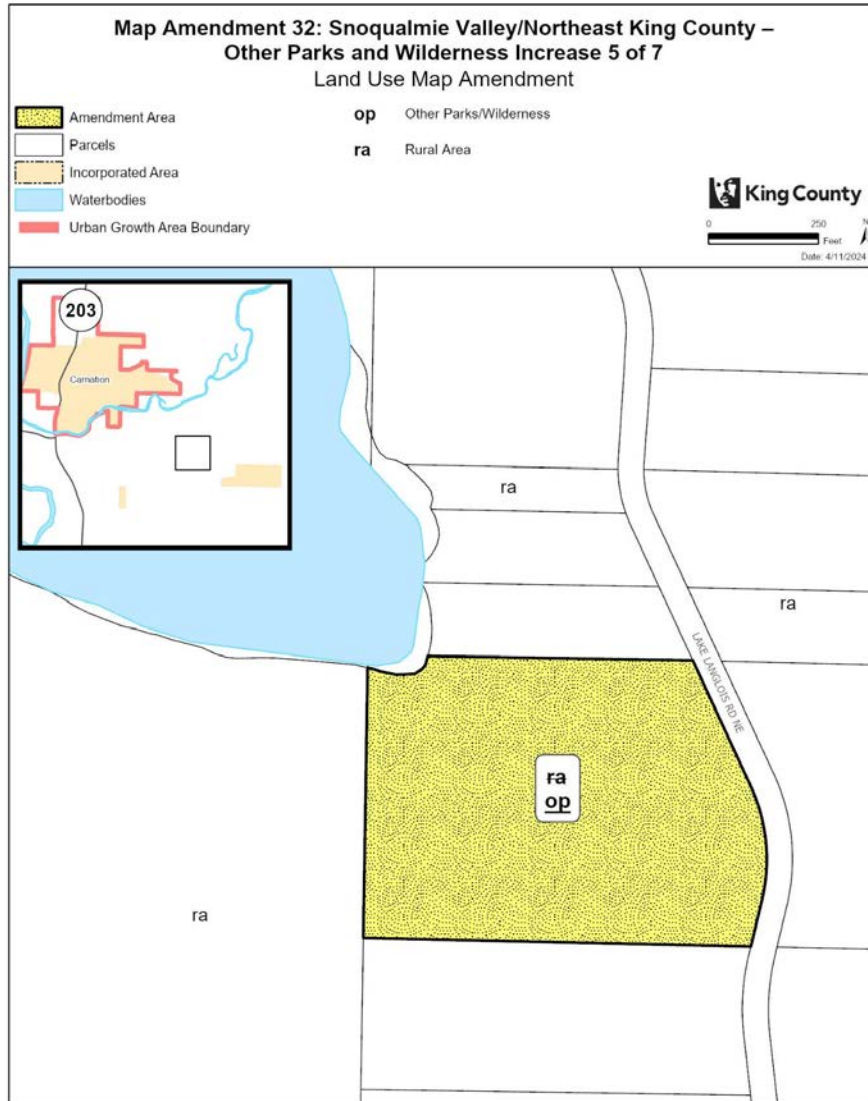 Map Amendment 32: Snoqualmie Valley/Northeast King County –
Other Parks and Wilderness Increase 5 of 7
Land Use Map Amendment
Amendment Area
Parcels
Incorporated Area
Waterbodies
Urban Growth Area Boundary
op Other Parks/Wilderness
ra Rural Area
King County
0 250
Feet
N
Date: 4/11/2024
203
Carnation
ra
ra
LAKE LANGLOIS RD NE
ra
op
ra